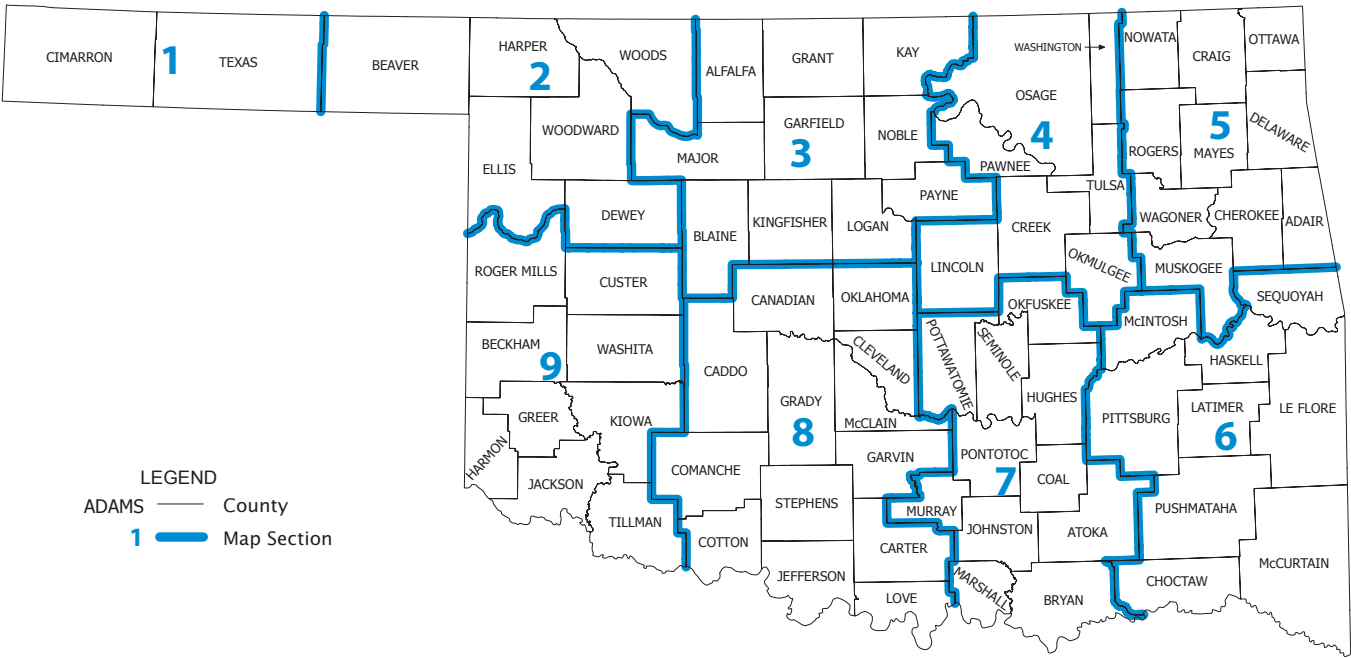 CIMARRON
1
TEXAS
BEAVER
HARPER
2
WOODS
ALFALFA
GRANT
KAY
WASHINGTON
NOWATA
CRAIG
OTTAWA
OSAGE
4
WOODWARD
MAJOR
GARFIELD
3
NOBLE
PAWNEE
ROGERS
5
MAYES
DELAWARE
ELLIS
DEWEY
BLAINE
KINGFISHER
LOGAN
PAYNE
CREEK
TULSA
WAGONER
CHEROKEE
ADAIR
ROGER MILLS
CUSTER
CANADIAN
OKLAHOMA
LINCOLN
OKMULGEE
MUSKOGEE
SEQUOYAH
OKFUSKEE
McINTOSH
BECKHAM
9
WASHITA
CADDO
CLEVELAND
POTTAWATOMIE
SEMINOLE
HUGHES
HASKELL
GREER
KIOWA
GRADY
8
McCLAIN
PITTSBURG
LATIMER
6
LE FLORE
HARMON
JACKSON
COMANCHE
GARVIN
PONTOTOC
7
COAL
TILLMAN
STEPHENS
MURRAY
JOHNSTON
ATOKA
PUSHMATAHA
COTTON
CARTER
JEFFERSON
LOVE
MARSHALL
BRYAN
CHOCTAW
McCURTAIN
LEGEND
ADAMS County
1 Map Section